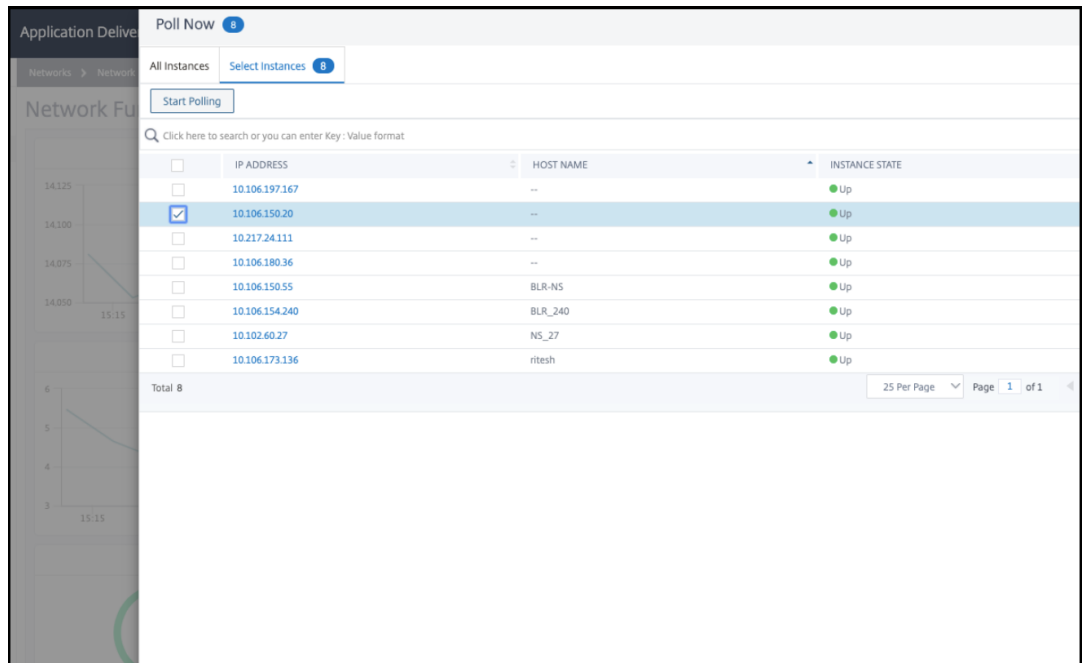 Application Delive
Poll Now 8
Networks > Network
All Instances Select Instances 8
Network Fu
Start Polling
Click here to search or you can enter Key : Value format
IP ADDRESS HOST NAME INSTANCE STATE
10.106.197.167 -- Up
10.106.150.20 -- Up
10.217.24.111 -- Up
10.106.180.36 -- Up
10.106.150.55 BLR-NS Up
10.106.154.240 BLR_240 Up
10.102.60.27 NS_27 Up
10.106.173.136 ritesh Up
Total 8 25 Per Page Page 1 of 1
14,125
14,100
14,075
14,050
15:15
6
5
4
3
15:15